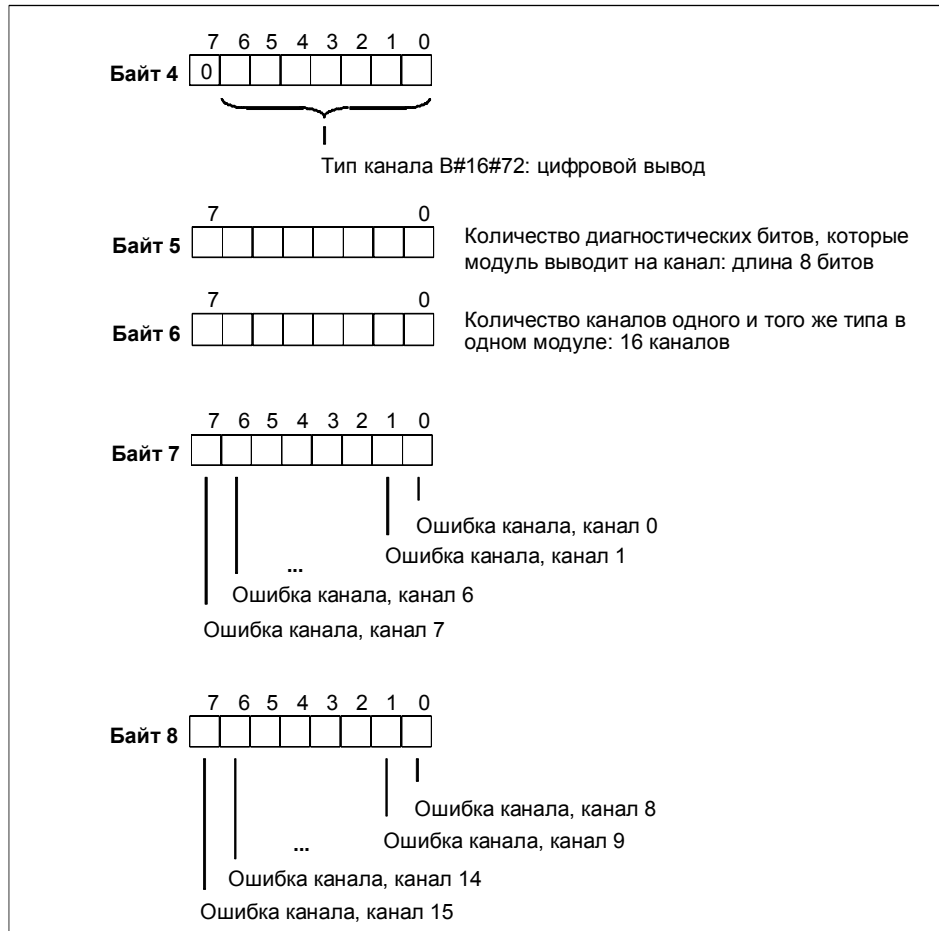 7 6 5 4 3 2 1 0
Байт 4 0
Тип канала B#16#72: цифровой вывод
7 0
Байт 5
Количество диагностических битов, которые
модуль выводит на канал: длина 8 битов
7 0
Байт 6
Количество каналов одного и того же типа в
одном модуле: 16 каналов
7 6 5 4 3 2 1 0
Байт 7
Ошибка канала, канал 0
Ошибка канала, канал 1
...
Ошибка канала, канал 6
Ошибка канала, канал 7
7 6 5 4 3 2 1 0
Байт 8
Ошибка канала, канал 8
Ошибка канала, канал 9
...
Ошибка канала, канал 14
Ошибка канала, канал 15